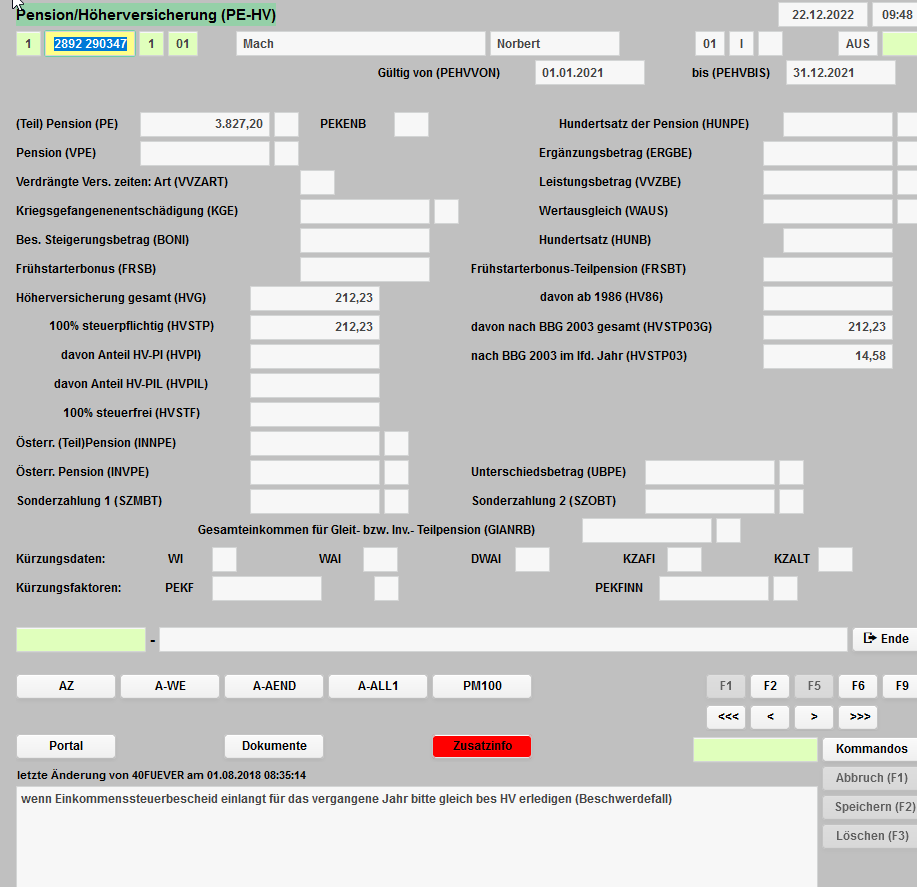 Pension/Höherversicherung (PE-HV) 22.12.2022 09:48
1 2892 290347 1 01 Mach Norbert 01 I AUS
Gültig von (PEHVVON) 01.01.2021 bis (PEHVBIS) 31.12.2021
(Teil) Pension (PE) 3.827,20 PEKENB Hundertsatz der Pension (HUNPE)
Pension (VPE) Ergänzungsbetrag (ERGBE)
Verdrängte Vers. zeiten: Art (VVZART) Leistungsbetrag (VVZBE)
Kriegsgefangenenentschädigung (KGE) Wertausgleich (WAUS)
Bes. Steigerungsbetrag (BONI) Hundertsatz (HUNB)
Frühstarterbonus (FRSB) Frühstarterbonus-Teilpension (FRSBT)
Höherversicherung gesamt (HVG) 212,23 davon ab 1986 (HV86)
100% steuerpflichtig (HVSTP) 212,23 davon nach BBG 2003 gesamt (HVSTP03G) 212,23
davon Anteil HV-PI (HVPI) nach BBG 2003 im lfd. Jahr (HVSTP03) 14,58
davon Anteil HV-PIL (HVPIL)
100% steuerfrei (HVSTF)
Österr. (Teil)Pension (INNPE)
Österr. Pension (INVPE) Unterschiedsbetrag (UBPE)
Sonderzahlung 1 (SZMBT) Sonderzahlung 2 (SZOBT)
Gesamteinkommen für Gleit- bzw. Inv.- Teilpension (GIANRB)
Kürzungsdaten: WI WAI DWAI KZAFI KZALT
Kürzungsfaktoren: PEKF PEKFINN
- Ende
AZ A-WE A-AEND A-ALL1 PM100 F1 F2 F5 F6 F9
<<< < > >>>
Portal Dokumente Zusatzinfo Kommandos
letzte Änderung von 40FUEVER am 01.08.2018 08:35:14 Abbruch (F1)
wenn Einkommenssteuerbescheid einlangt für das vergangene Jahr bitte gleich bes HV erledigen (Beschwerdefall) Speichern (F2)
Löschen (F3)